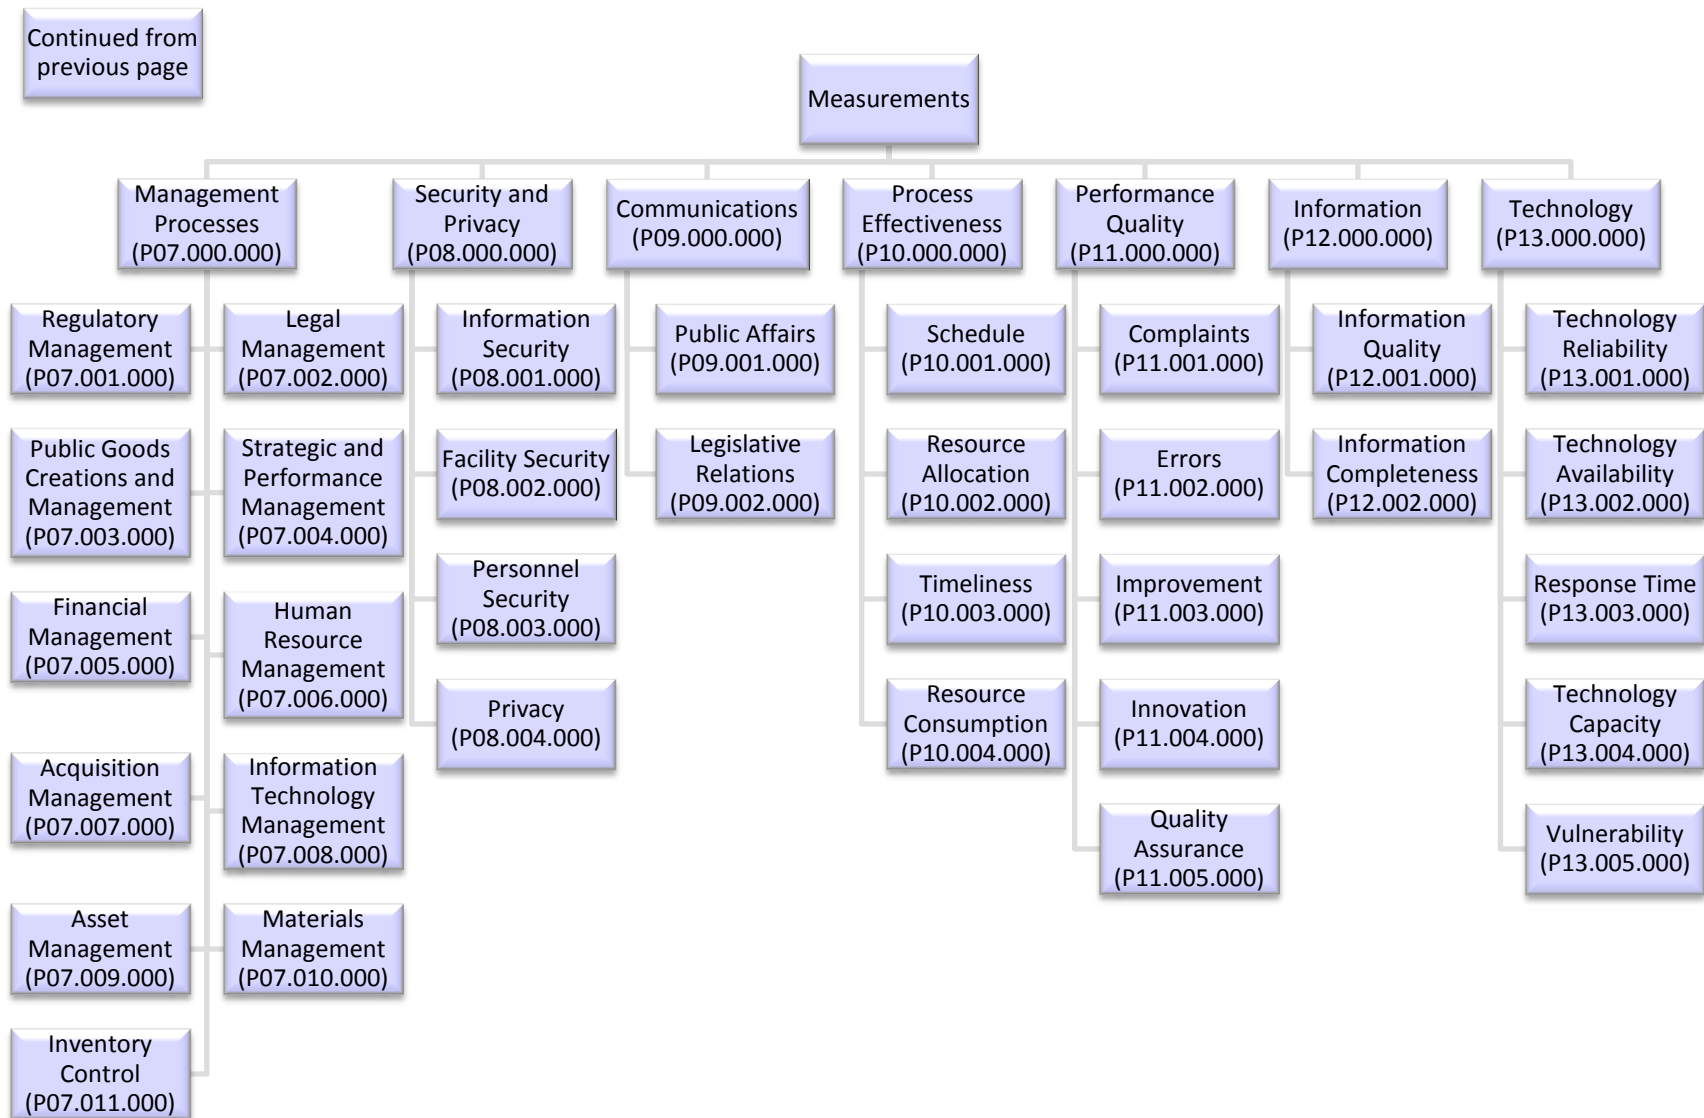 Continued from
previous page
Measurements
Management
Processes
(P07.000.000)
Security and
Privacy
(P08.000.000)
Communications
(P09.000.000)
Process
Effectiveness
(P10.000.000)
Performance
Quality
(P11.000.000)
Information
(P12.000.000)
Technology
(P13.000.000)
Regulatory
Management
(P07.001.000)
Legal
Management
(P07.002.000)
Public Goods
Creations and
Management
(P07.003.000)
Strategic and
Performance
Management
(P07.004.000)
Financial
Management
(P07.005.000)
Human
Resource
Management
(P07.006.000)
Acquisition
Management
(P07.007.000)
Information
Technology
Management
(P07.008.000)
Asset
Management
(P07.009.000)
Materials
Management
(P07.010.000)
Inventory
Control
(P07.011.000)
Information
Security
(P08.001.000)
Facility Security
(P08.002.000)
Personnel
Security
(P08.003.000)
Privacy
(P08.004.000)
Public Affairs
(P09.001.000)
Legislative
Relations
(P09.002.000)
Schedule
(P10.001.000)
Resource
Allocation
(P10.002.000)
Timeliness
(P10.003.000)
Resource
Consumption
(P10.004.000)
Complaints
(P11.001.000)
Errors
(P11.002.000)
Improvement
(P11.003.000)
Innovation
(P11.004.000)
Quality
Assurance
(P11.005.000)
Information
Quality
(P12.001.000)
Information
Completeness
(P12.002.000)
Technology
Reliability
(P13.001.000)
Technology
Availability
(P13.002.000)
Response Time
(P13.003.000)
Technology
Capacity
(P13.004.000)
Vulnerability
(P13.005.000)